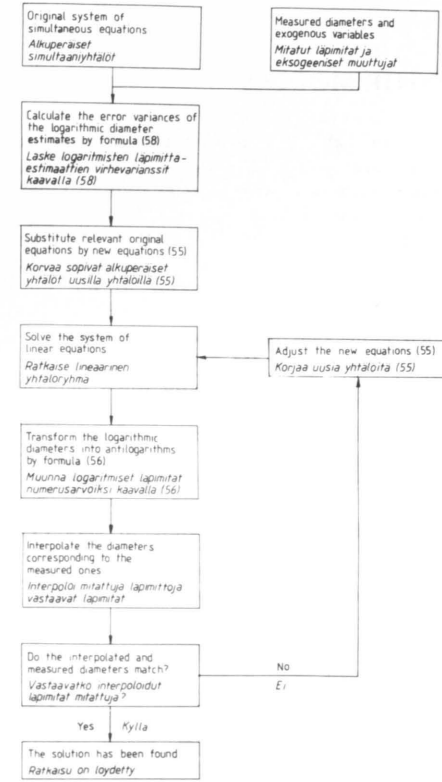 Original system of
simultaneous equations
Alkuperäiset
simultaaniyhtälöt
Measured diameters and
exogenous variables
Mitatut läpimitat ja
eksogeeniset muuttujat
Calculate the error variances
of the logarithmic diameter
estimates by formula (58)
Laske logaritmisten läpimitta-
estimaattien virhevarianssit
kaavalla (58)
Substitute relevant original
equations by new equations (55)
Korvaa sopivat alkuperäiset
yhtälöt uusilla yhtälöillä (55)
Solve the system of
linear equations
Ratkaise lineaarinen
yhtälöryhmä
Adjust the new equations (55)
Korjaa uusia yhtälöitä (55)
Transform the logarithmic
diameters into antilogarithms
by formula (56)
Muunna logaritmiset läpimitat
numerusarvoiksi kaavalla (56)
Interpolate the diameters
corresponding to the
measured ones
Interpoloi mitattuja läpimittoja
vastaavat läpimitat
Do the interpolated and
measured diameters match?
Vastaavatko interpoloidut
läpimitat mitattuja?
No
Ei
Yes Kyllä
The solution has been found
Ratkaisu on löydetty